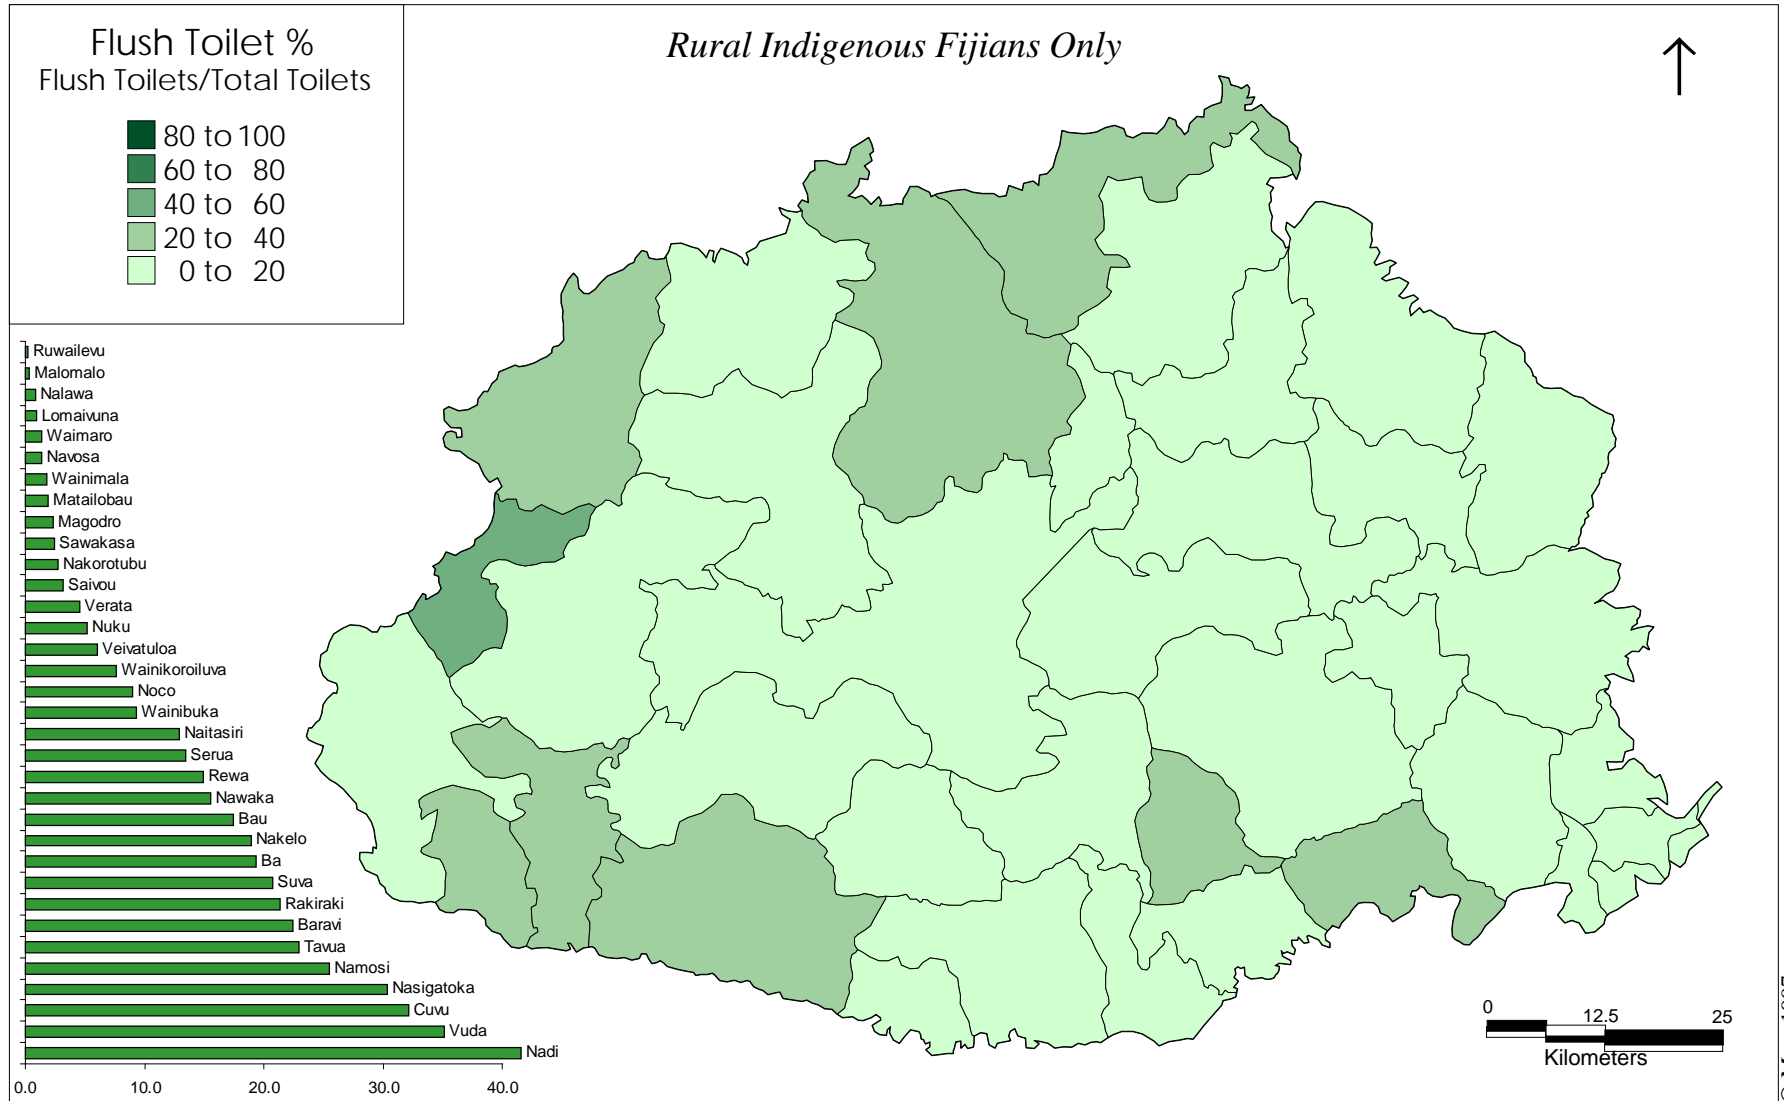 Flush Toilet %
Flush Toilets/Total Toilets
80 to 100
60 to 80
40 to 60
20 to 40
0 to 20
Rural Indigenous Fijians Only
Ruwailevu
Malomalo
Nalawa
Lomaivuna
Waimaro
Navosa
Wainimala
Matailobau
Magodro
Sawakasa
Nakorotubu
Saivou
Verata
Nuku
Veivatuloa
Wainikoroiluva
Noco
Wainibuka
Naitasiri
Serua
Rewa
Nawaka
Bau
Nakelo
Ba
Suva
Rakiraki
Baravi
Tavua
Namosi
Nasigatoka
Cuvu
Vuda
Nadi
0.0 10.0 20.0 30.0 40.0
0 12.5 25
Kilometers